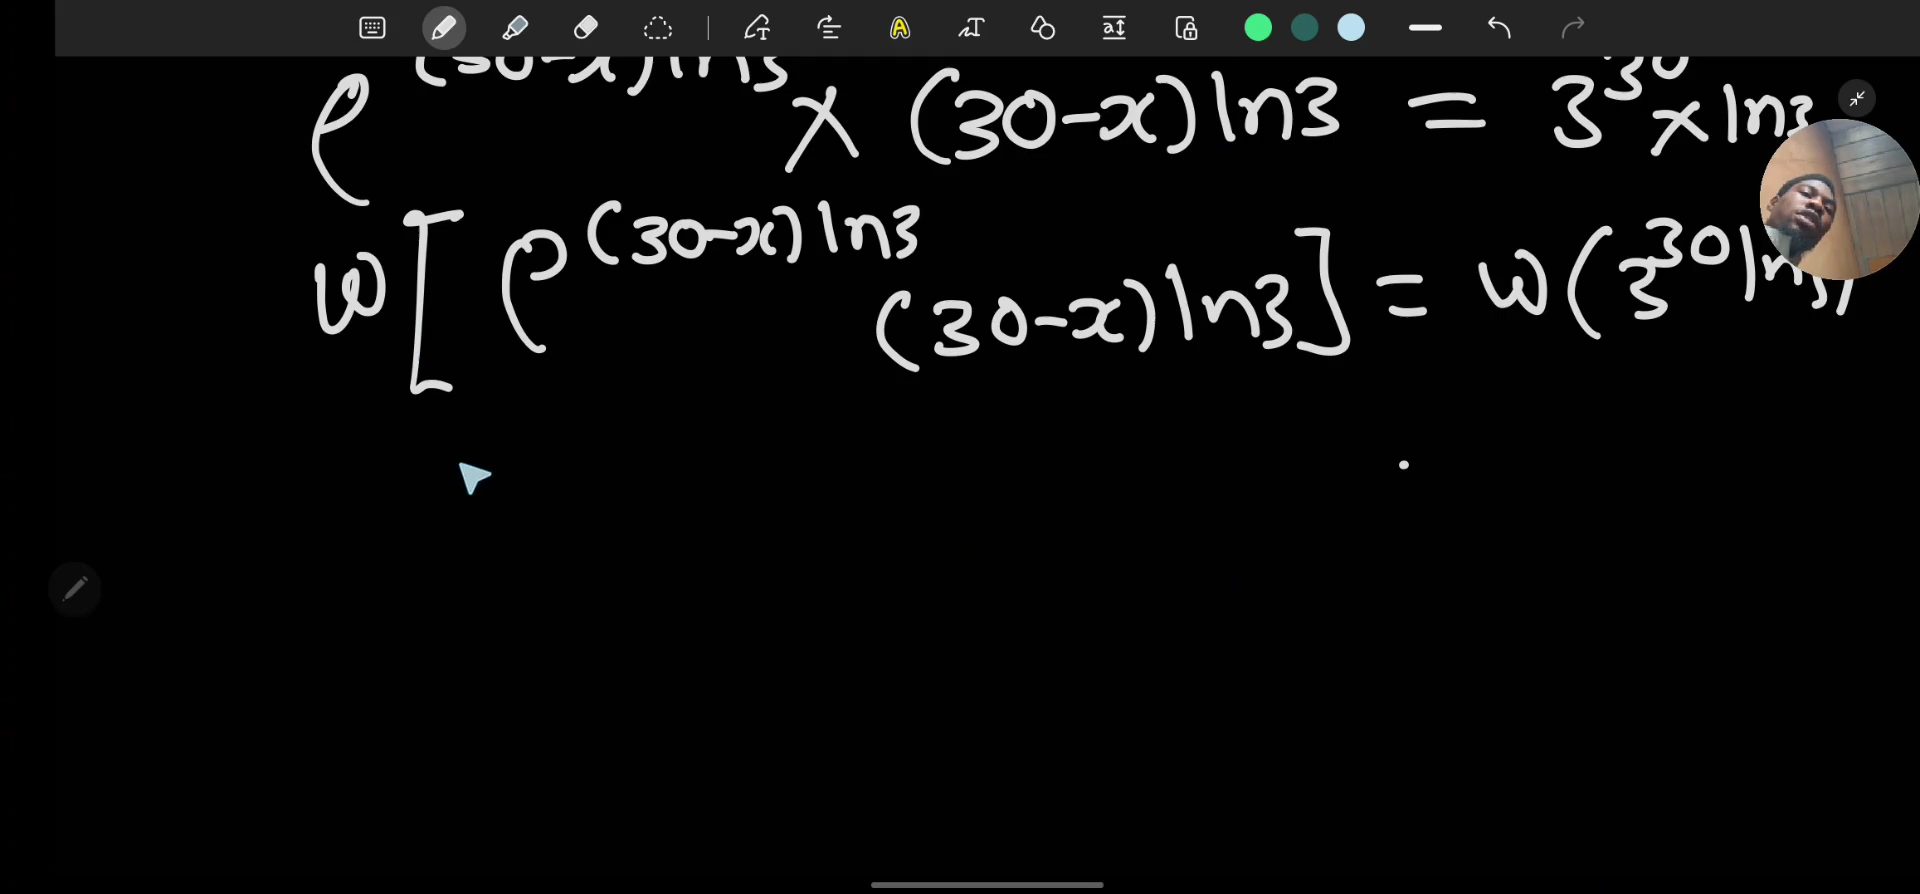 e^(30-x)ln3 × (30-x)ln3 = 3^30 × ln3
W[e^(30-x)ln3 (30-x)ln3] = W(3^30 ln3)